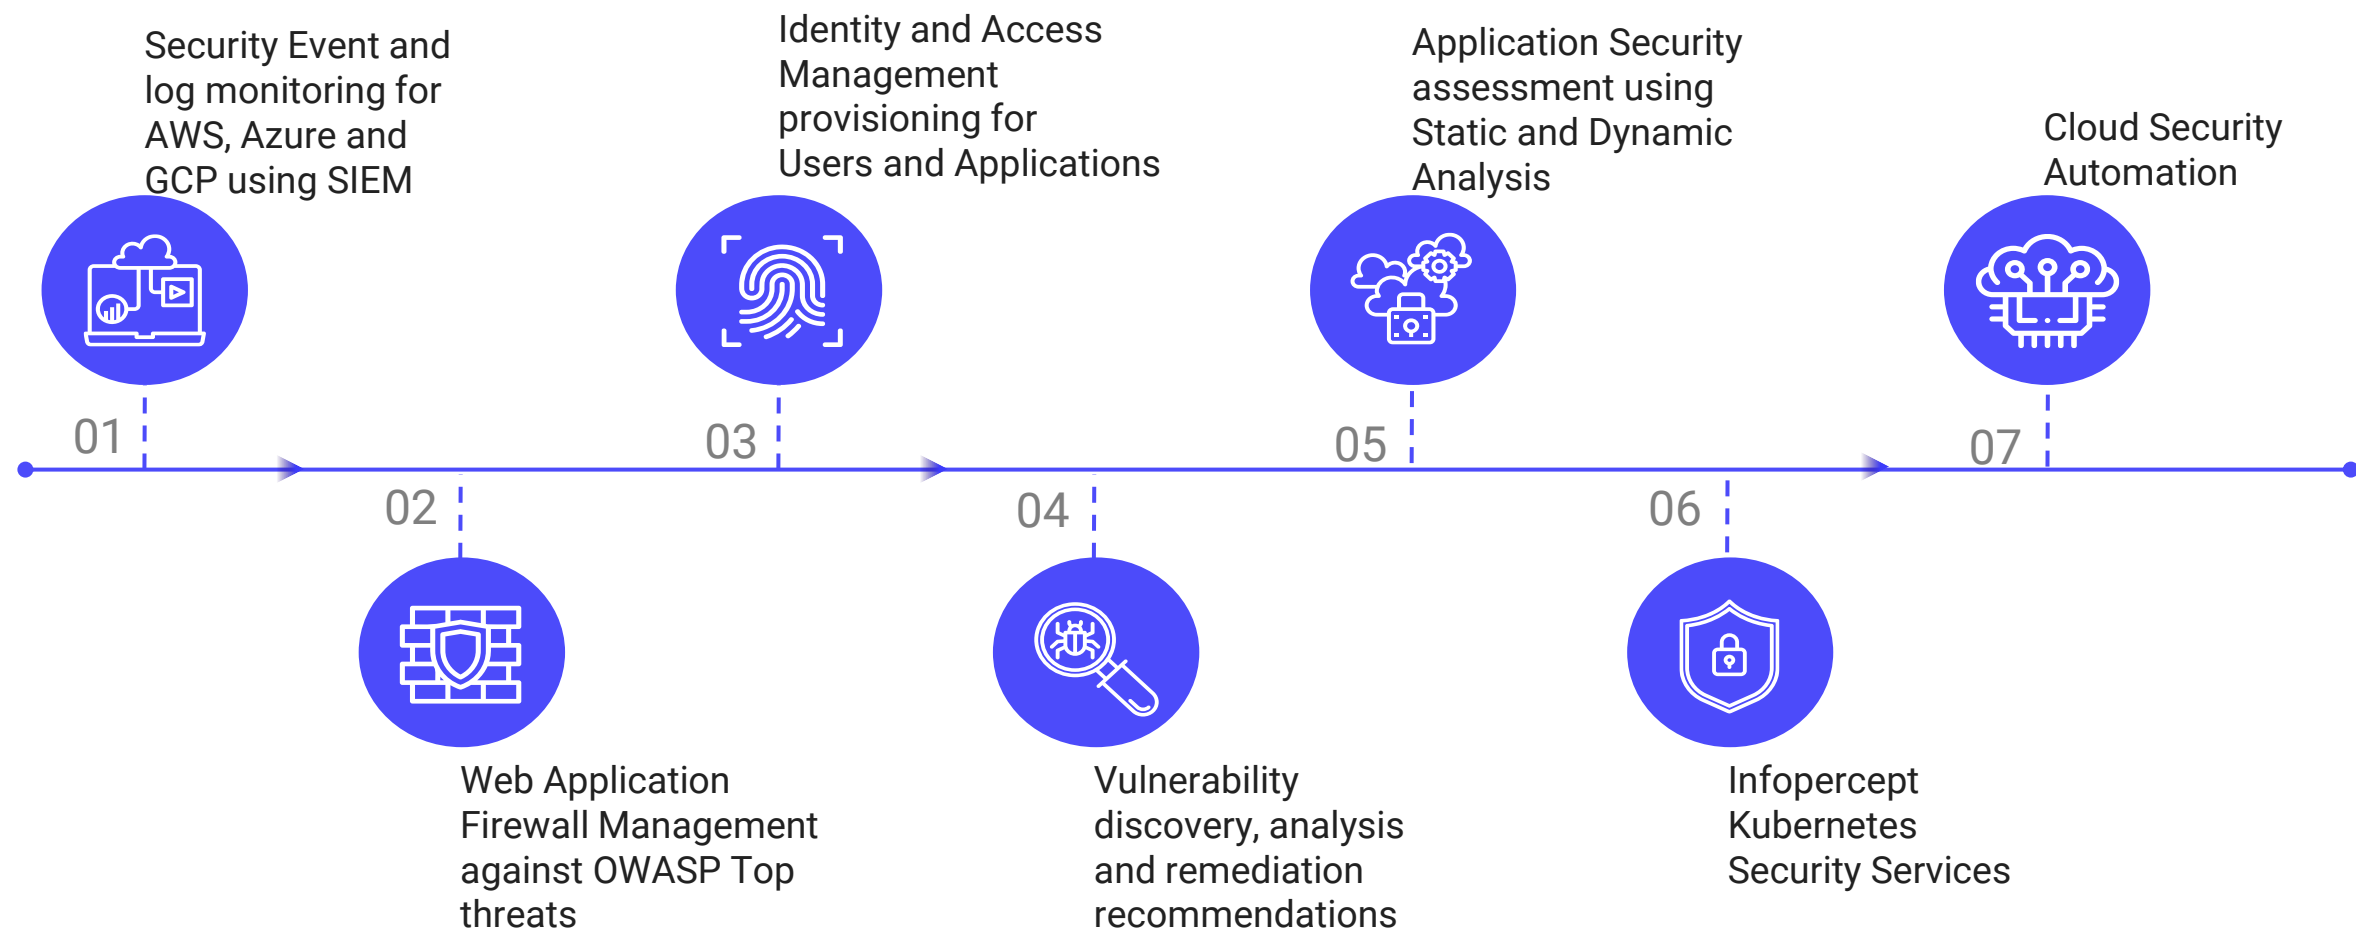 Security Event and
log monitoring for
AWS, Azure and
GCP using SIEM
01
02
Web Application
Firewall Management
against OWASP Top
threats
Identity and Access
Management
provisioning for
Users and Applications
03
04
Vulnerability
discovery, analysis
and remediation
recommendations
Application Security
assessment using
Static and Dynamic
Analysis
05
06
Infopercept
Kubernetes
Security Services
Cloud Security
Automation
07